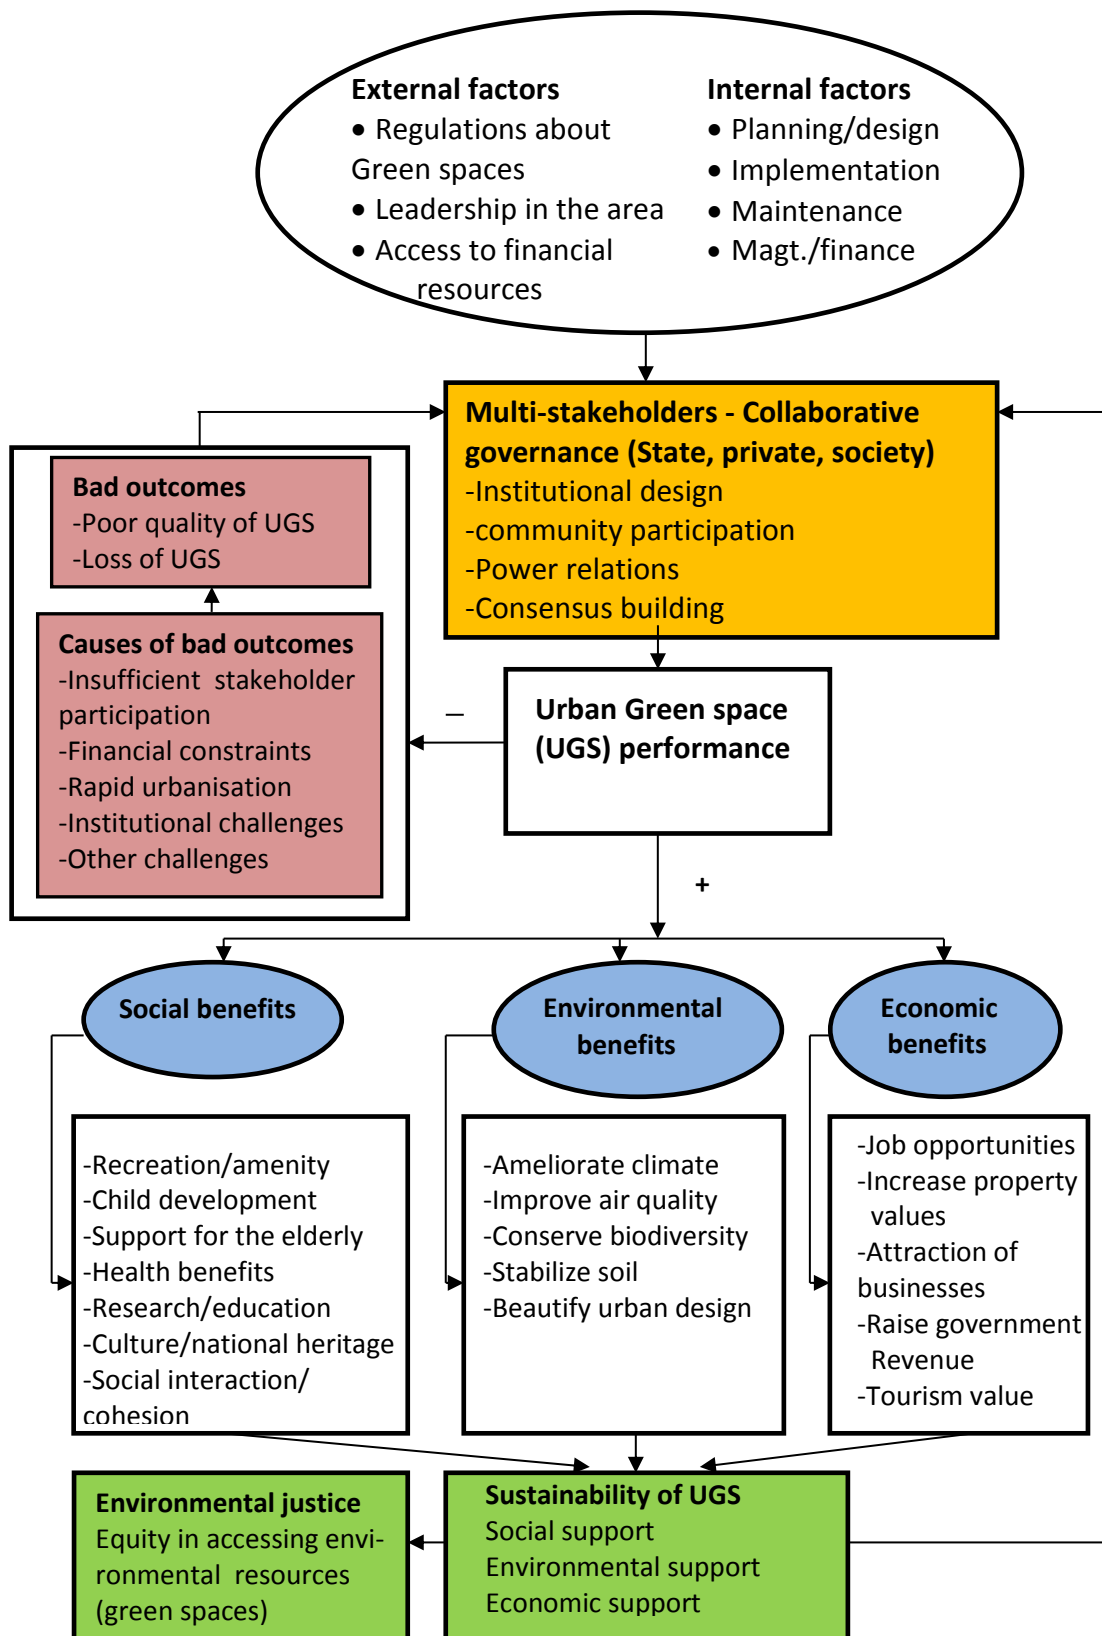 External factors
• Regulations about
Green spaces
• Leadership in the area
• Access to financial
resources
Internal factors
• Planning/design
• Implementation
• Maintenance
• Magt./finance
Multi-stakeholders - Collaborative
governance (State, private, society)
-Institutional design
-community participation
-Power relations
-Consensus building
Bad outcomes
-Poor quality of UGS
-Loss of UGS
Causes of bad outcomes
-Insufficient stakeholder
participation
-Financial constraints
-Rapid urbanisation
-Institutional challenges
-Other challenges
–
Urban Green space
(UGS) performance
+
Social benefits
Environmental
benefits
Economic
benefits
-Recreation/amenity
-Child development
-Support for the elderly
-Health benefits
-Research/education
-Culture/national heritage
-Social interaction/
cohesion
-Ameliorate climate
-Improve air quality
-Conserve biodiversity
-Stabilize soil
-Beautify urban design
-Job opportunities
-Increase property
values
-Attraction of
businesses
-Raise government
Revenue
-Tourism value
Environmental justice
Equity in accessing envi-
ronmental resources
(green spaces)
Sustainability of UGS
Social support
Environmental support
Economic support